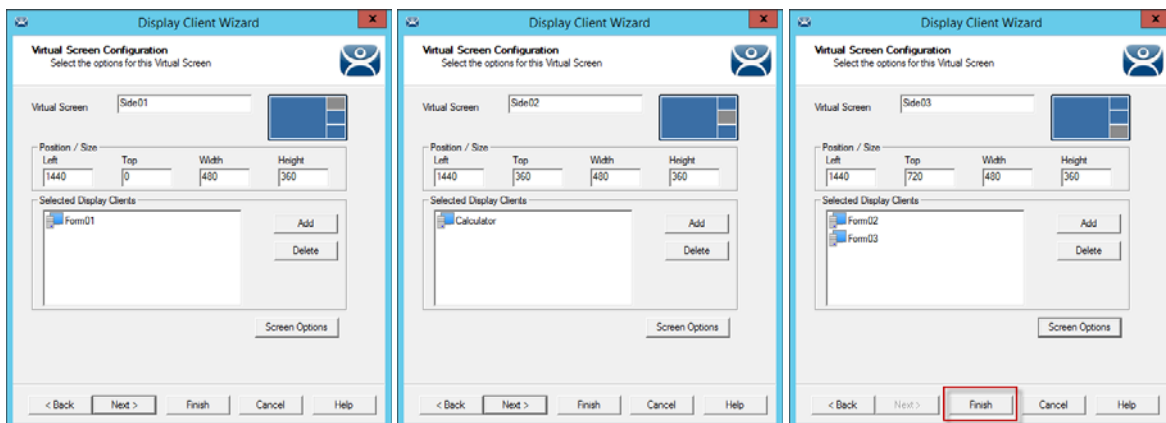 Display Client Wizard
x
Virtual Screen Configuration
Select the options for this Virtual Screen
Virtual Screen Side01
Position / Size
Left Top Width Height
1440 0 480 360
Selected Display Clients
Form01
Add
Delete
Screen Options
< Back Next > Finish Cancel Help
Display Client Wizard
x
Virtual Screen Configuration
Select the options for this Virtual Screen
Virtual Screen Side02
Position / Size
Left Top Width Height
1440 360 480 360
Selected Display Clients
Calculator
Add
Delete
Screen Options
< Back Next > Finish Cancel Help
Display Client Wizard
x
Virtual Screen Configuration
Select the options for this Virtual Screen
Virtual Screen Side03
Position / Size
Left Top Width Height
1440 720 480 360
Selected Display Clients
Form02
Form03
Add
Delete
Screen Options
< Back Next > Finish Cancel Help